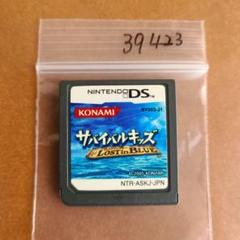 39423
NINTENDO DS
KONAMI
サバイバルキッズ
LOST in BLUE
NTR-ASKJ-JPN